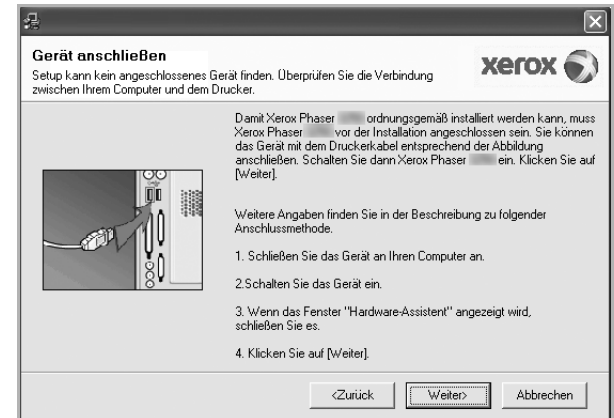 Gerät anschließen
Setup kann kein angeschlossenes Gerät finden. Überprüfen Sie die Verbindung
zwischen Ihrem Computer und dem Drucker.
xerox
Damit Xerox Phaser ordnungsgemäß installiert werden kann, muss
Xerox Phaser vor der Installation angeschlossen sein. Sie können
das Gerät mit dem Druckerkabel entsprechend der Abbildung
anschließen. Schalten Sie dann Xerox Phaser ein. Klicken Sie auf
[Weiter].
Weitere Angaben finden Sie in der Beschreibung zu folgender
Anschlussmethode.
1. Schließen Sie das Gerät an Ihren Computer an.
2.Schalten Sie das Gerät ein.
3. Wenn das Fenster "Hardware-Assistent" angezeigt wird,
schließen Sie es.
4. Klicken Sie auf [Weiter].
<Zurück
Weiter>
Abbrechen